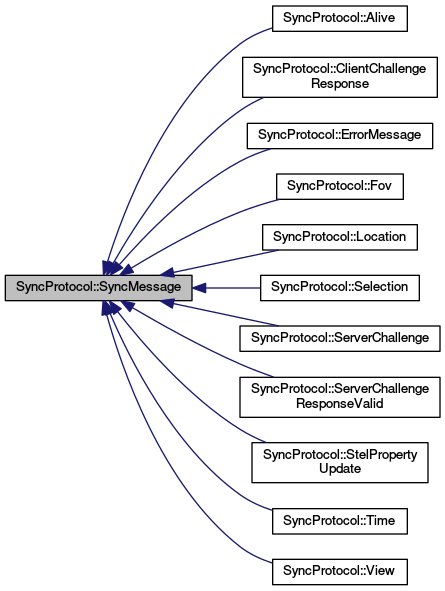 SyncProtocol::Alive
SyncProtocol::ClientChallenge
Response
SyncProtocol::ErrorMessage
SyncProtocol::Fov
SyncProtocol::Location
SyncProtocol::SyncMessage
SyncProtocol::Selection
SyncProtocol::ServerChallenge
SyncProtocol::ServerChallenge
ResponseValid
SyncProtocol::StelProperty
Update
SyncProtocol::Time
SyncProtocol::View